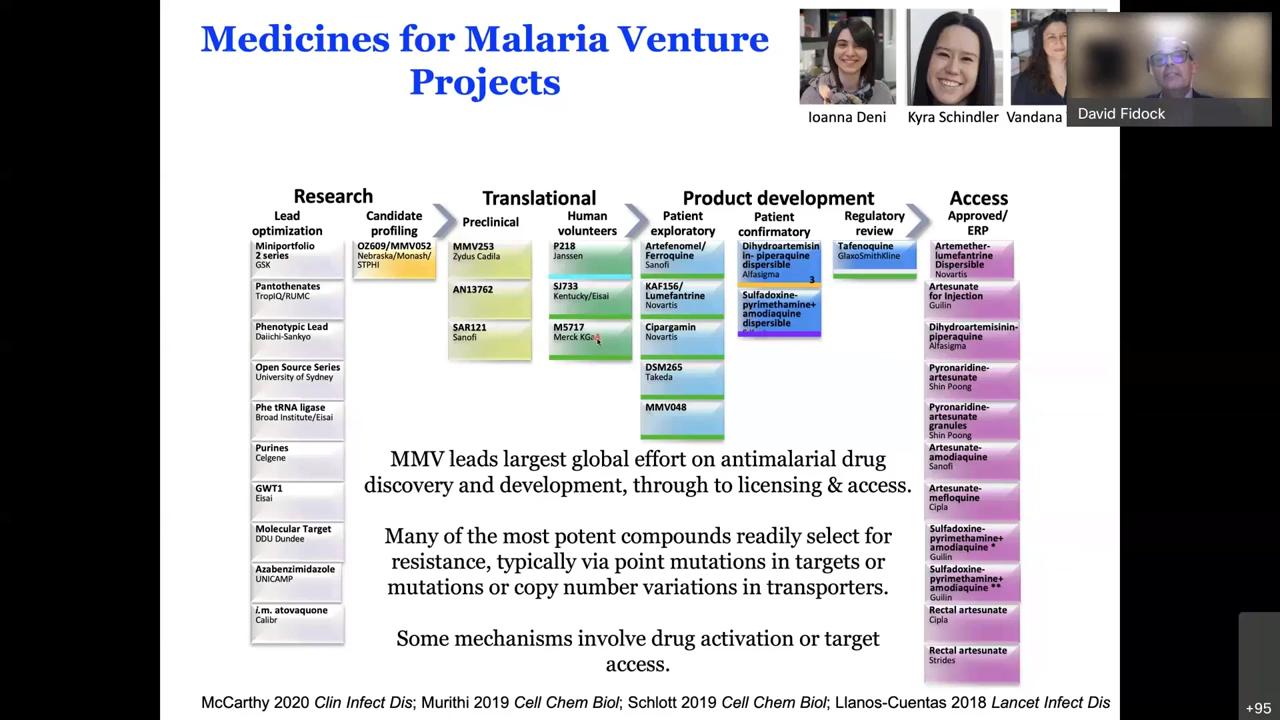 Medicines for Malaria Venture
Projects
Ioanna Deni
Kyra Schindler
Vandana
David Fidock
Research
Translational
Product development
Access
Lead
optimization
Candidate
profiling
Preclinical
Human
volunteers
Patient
exploratory
Patient
confirmatory
Regulatory
review
Approved/
ERP
Miniportfolio
2 series
GSK
Pantothenates
TropIQ/RUMC
Phenotypic Lead
Daiichi-Sankyo
Open Source Series
University of Sydney
Phe tRNA ligase
Broad Institute/Eisai
Purines
Celgene
GWT1
Eisai
Molecular Target
DDU Dundee
Azabenzimidazole
UNICAMP
i.m. atovaquone
Calibr
OZ609/MMV052
Nebraska/Monash/
STPHI
MMV253
Zydus Cadila
AN13762
SAR121
Sanofi
P218
Janssen
SJ733
Kentucky/Eisai
M5717
Merck KGaA
Artefenomel/
Ferroquine
Sanofi
KAF156/
Lumefantrine
Novartis
Cipargamin
Novartis
DSM265
Takeda
MMV048
Dihydroartemisin
in- piperaquine
dispersible
Alfasigma
3
Sulfadoxine-
pyrimethamine+
amodiaquine
dispersible
Tafenoquine
GlaxoSmithKline
Artemether-
lumefantrine
Dispersible
Novartis
Artesunate
for Injection
Guilin
Dihydroartemisinin-
piperaquine
Alfasigma
Pyronaridine-
artesunate
Shin Poong
Pyronaridine-
artesunate
granules
Shin Poong
Artesunate-
amodiaquine
Sanofi
Artesunate-
mefloquine
Cipla
Sulfadoxine-
pyrimethamine+
amodiaquine *
Guilin
Sulfadoxine-
pyrimethamine+
amodiaquine **
Guilin
Rectal artesunate
Cipla
Rectal artesunate
Strides
MMV leads largest global effort on antimalarial drug
discovery and development, through to licensing & access.
Many of the most potent compounds readily select for
resistance, typically via point mutations in targets or
mutations or copy number variations in transporters.
Some mechanisms involve drug activation or target
access.
McCarthy 2020 Clin Infect Dis; Murithi 2019 Cell Chem Biol; Schlott 2019 Cell Chem Biol; Llanos-Cuentas 2018 Lancet Infect Dis
+95